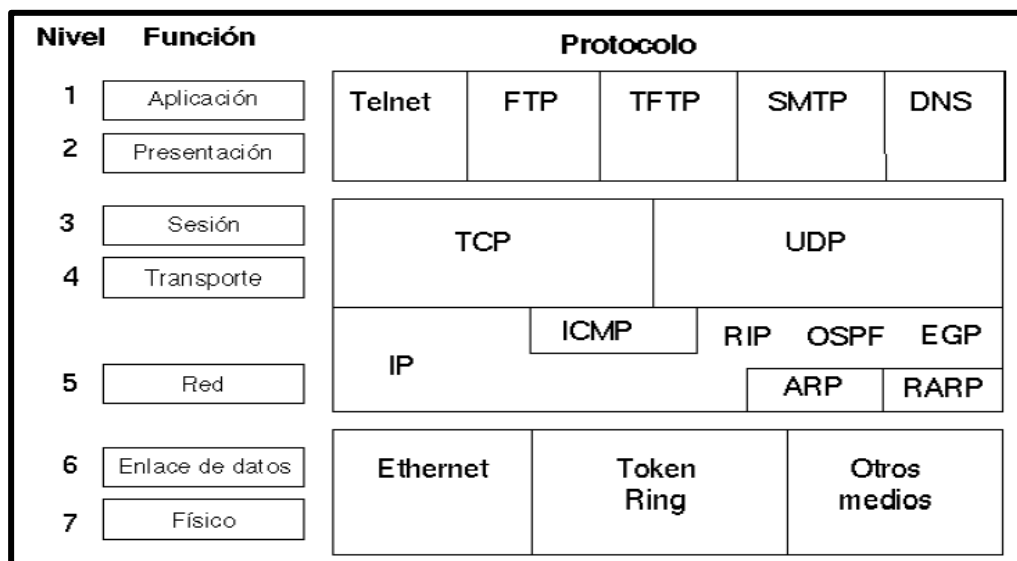 Nivel Función Protocolo
1 Aplicación Telnet FTP TFTP SMTP DNS
2 Presentación
3 Sesión TCP UDP
4 Transporte
ICMP RIP OSPF EGP
IP
5 Red ARP RARP
6 Enlace de datos Ethernet Token Otros
Ring medios
7 Físico